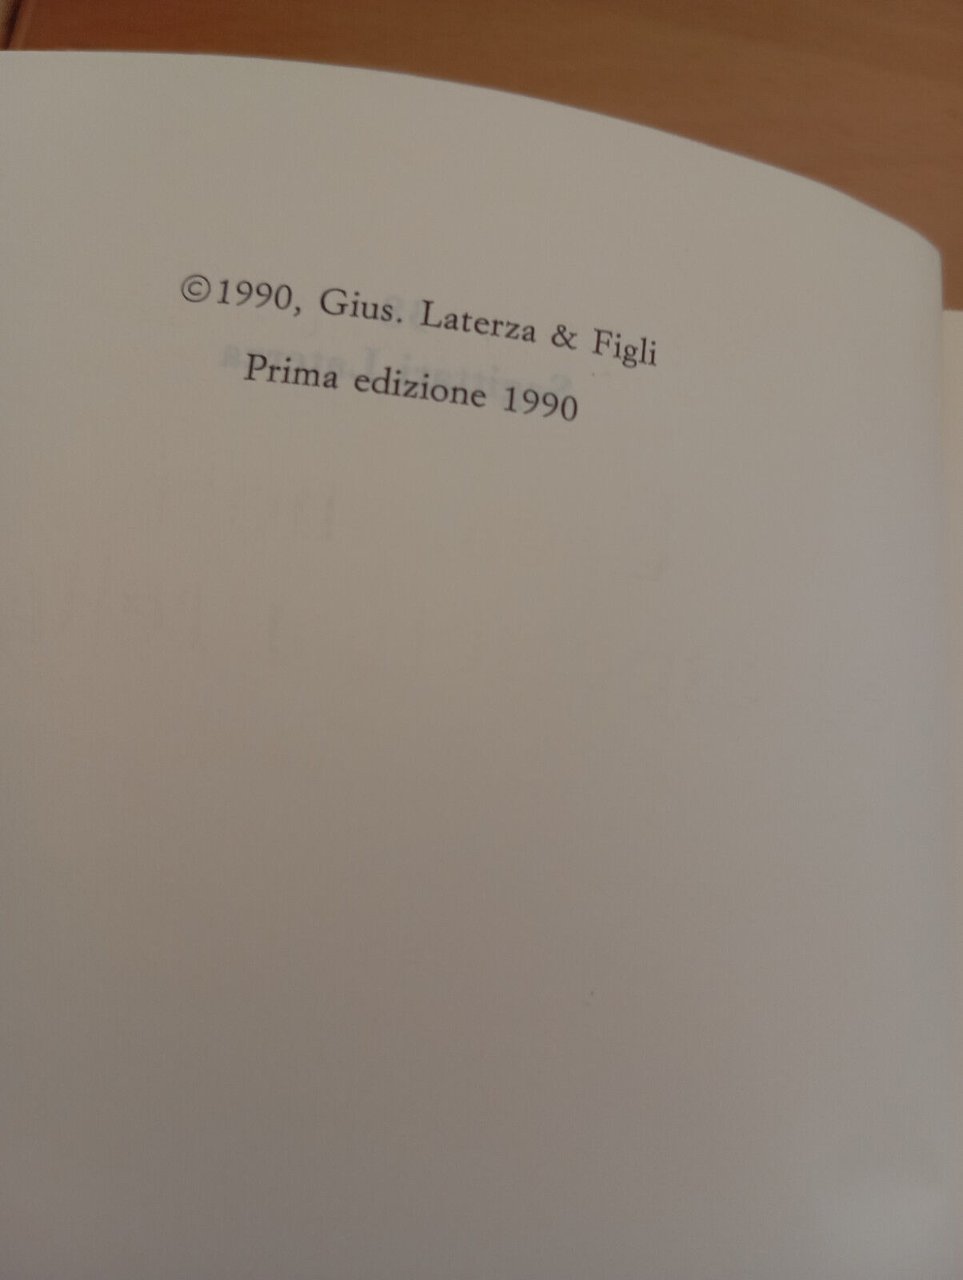 ©1990, Gius. Laterza & Figli
Prima edizione 1990